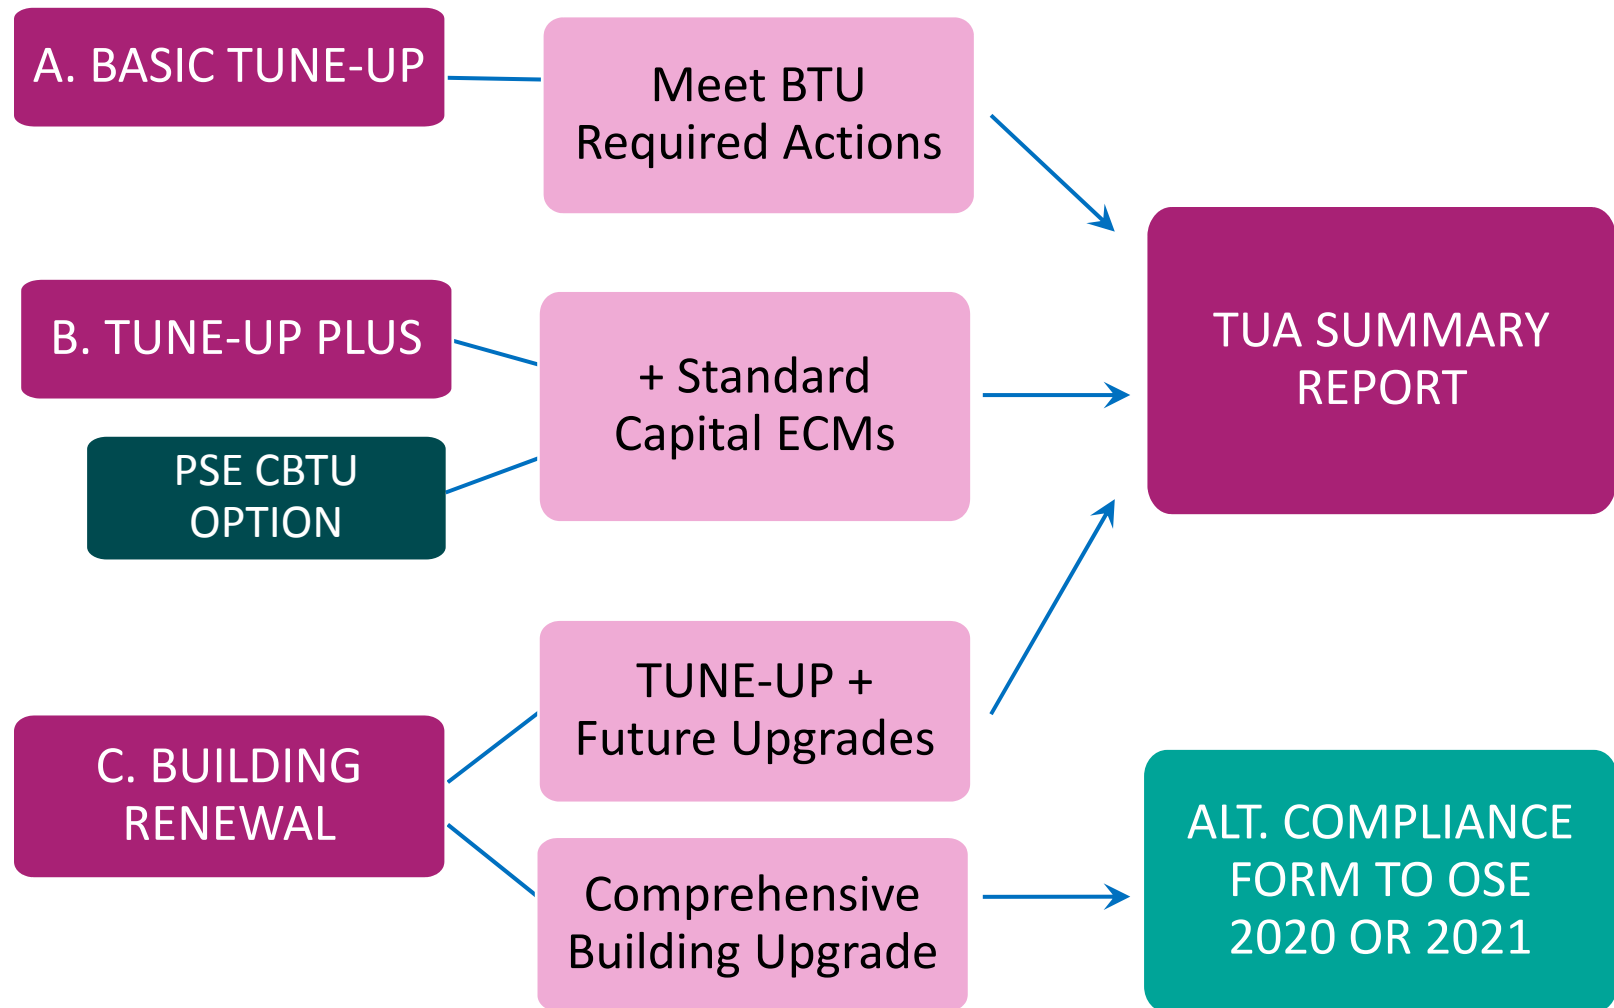 A. BASIC TUNE-UP
Meet BTU
Required Actions
B. TUNE-UP PLUS
PSE CBTU
OPTION
+ Standard
Capital ECMs
TUA SUMMARY
REPORT
C. BUILDING
RENEWAL
TUNE-UP +
Future Upgrades
Comprehensive
Building Upgrade
ALT. COMPLIANCE
FORM TO OSE
2020 OR 2021